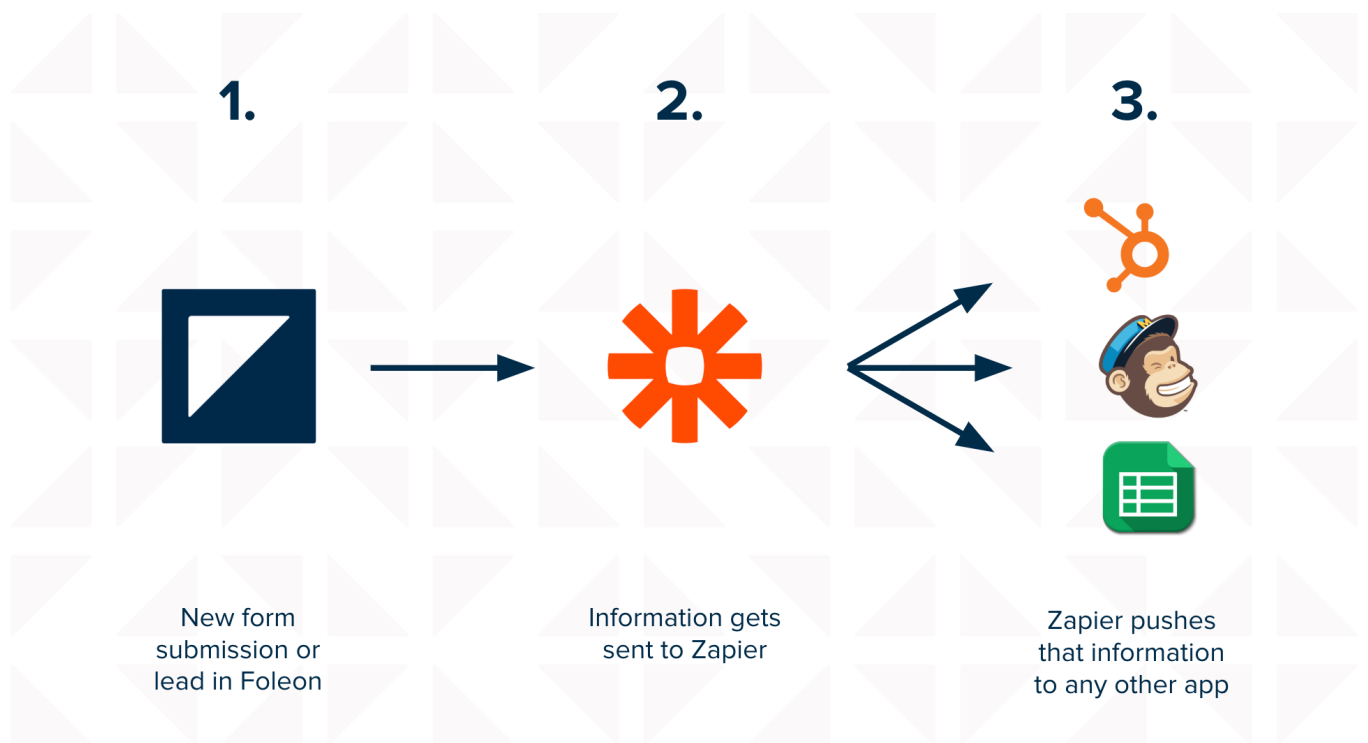 1.
2.
3.
New form
submission or
lead in Foleon
Information gets
sent to Zapier
Zapier pushes
that information
to any other app